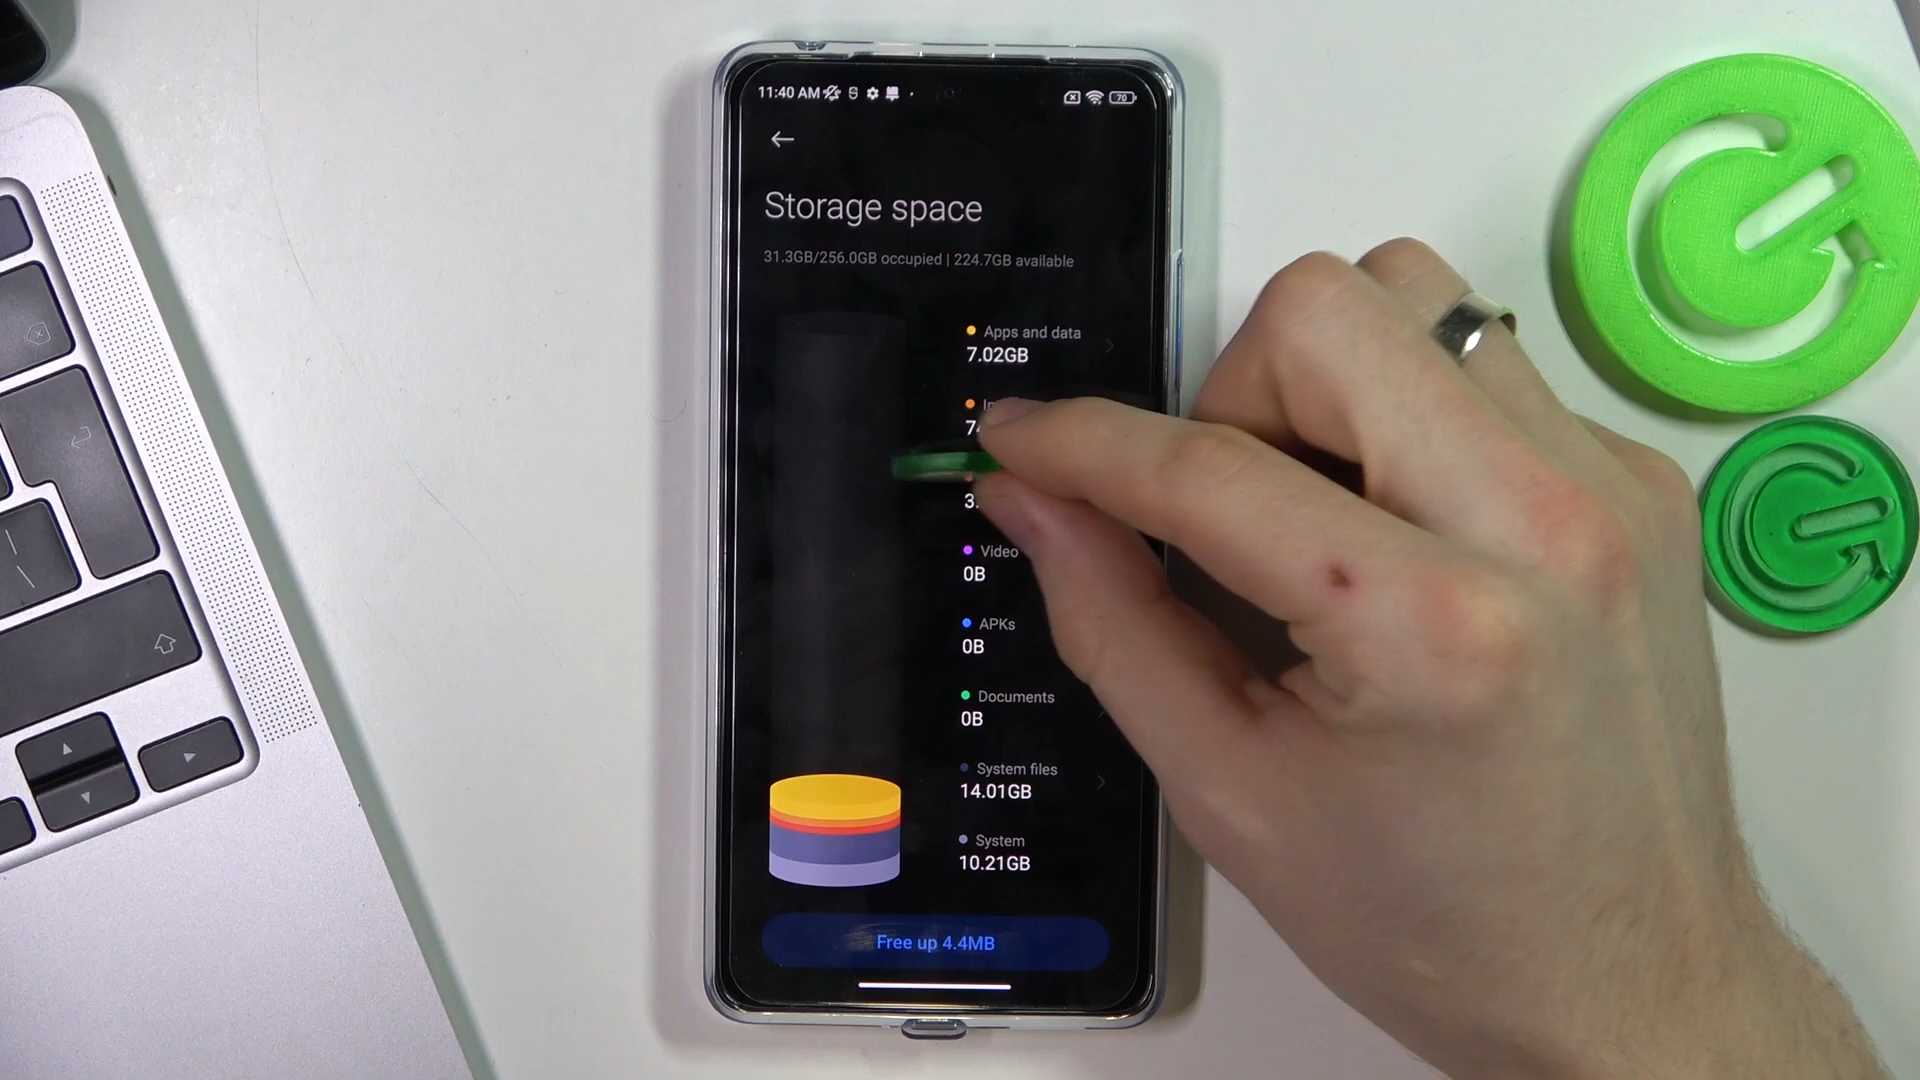 11:40 AM
70
Storage space
31.3GB/256.0GB occupied | 224.7GB available
Apps and data
7.02GB
Video
0B
APKs
0B
Documents
0B
System files
14.01GB
System
10.21GB
Free up 4.4MB